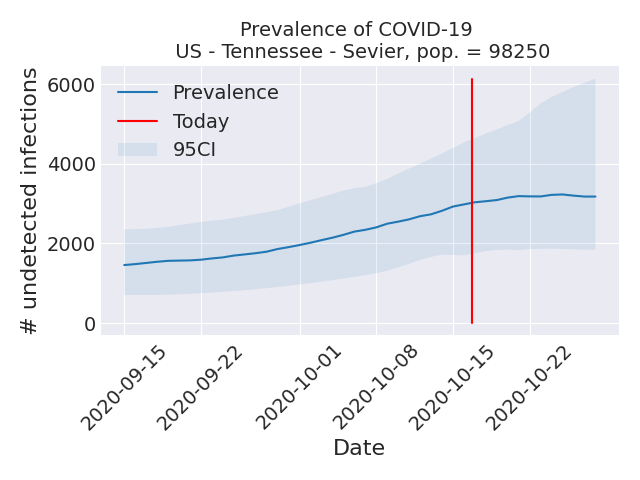 Prevalence of COVID-19
US - Tennessee - Sevier, pop. = 98250
# undetected infections
6000
4000
2000
0
Prevalence
Today
95CI
2020-09-15
2020-09-22
2020-10-01
2020-10-08
2020-10-15
2020-10-22
Date